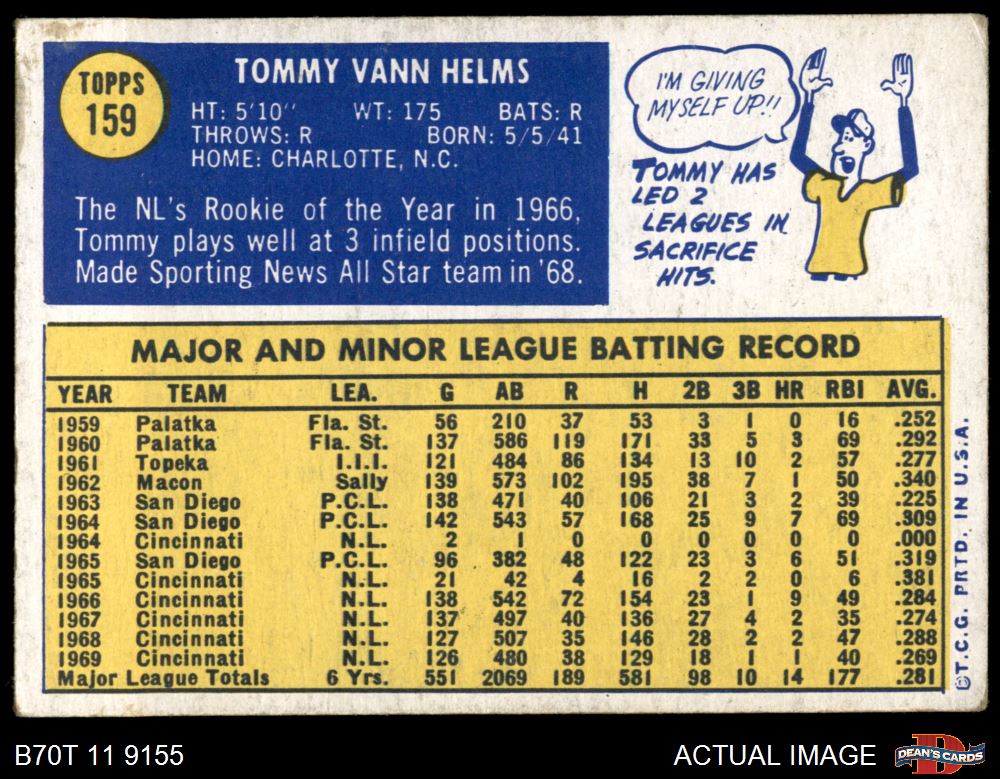 TOPPS
159
TOMMY VANN HELMS
HT: 5'10" WT: 175 BATS: R
THROWS: R BORN: 5/5/41
HOME: CHARLOTTE, N.C.
The NL's Rookie of the Year in 1966,
Tommy plays well at 3 infield positions.
Made Sporting News All Star team in '68.
I'M GIVING
MYSELF UP!!
TOMMY HAS
LED 2
LEAGUES IN
SACRIFICE
HITS.
MAJOR AND MINOR LEAGUE BATTING RECORD
YEAR TEAM LEA. G AB R H 2B 3B HR RBI AVG.
1959 Palatka Fla. St. 56 210 37 53 3 1 0 16 .252
1960 Palatka Fla. St. 137 586 119 171 33 5 3 69 .292
1961 Topeka I.I.I. 121 484 86 134 13 10 2 57 .277
1962 Macon Sally 139 573 102 195 38 7 1 50 .340
1963 San Diego P.C.L. 138 471 40 106 21 3 2 39 .225
1964 San Diego P.C.L. 142 543 57 168 25 9 7 69 .309
1964 Cincinnati N.L. 2 1 0 0 0 0 0 0 .000
1965 San Diego P.C.L. 96 382 48 122 23 3 6 51 .319
1965 Cincinnati N.L. 21 42 4 16 2 2 0 6 .381
1966 Cincinnati N.L. 138 542 72 154 23 1 9 49 .284
1967 Cincinnati N.L. 137 497 40 136 27 4 2 35 .274
1968 Cincinnati N.L. 127 507 35 146 28 2 2 47 .288
1969 Cincinnati N.L. 126 480 38 129 18 1 1 40 .269
Major League Totals 6 Yrs. 551 2069 189 581 98 10 14 177 .281
©T.C.G. PRTD. IN U.S.A.
B70T 11 9155
ACTUAL IMAGE
D
DEAN'S CARDS